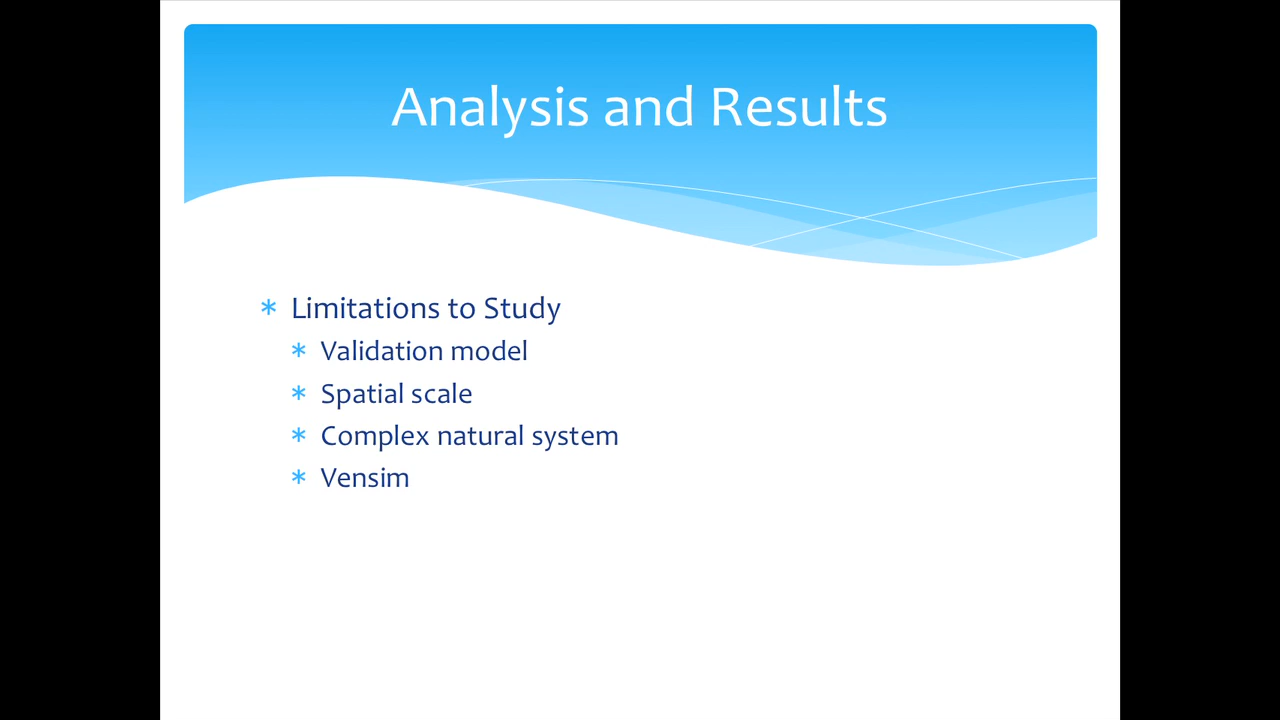 Analysis and Results
* Limitations to Study
* Validation model
* Spatial scale
* Complex natural system
* Vensim